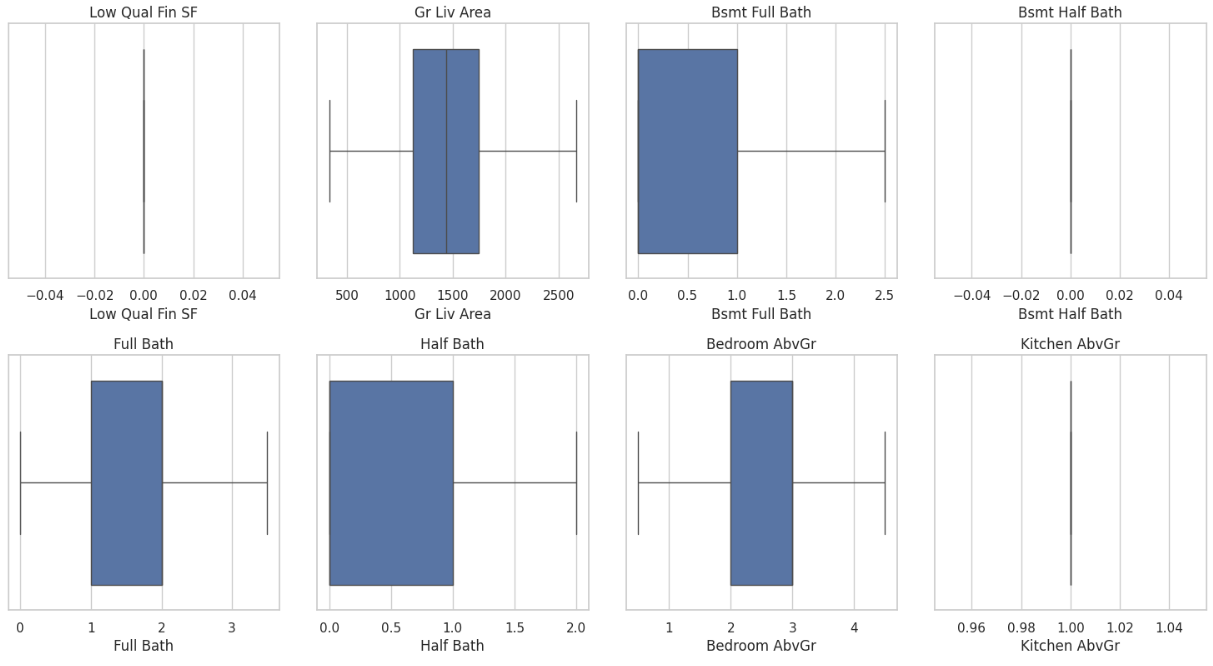 Low Qual Fin SF
Gr Liv Area
Bsmt Full Bath
Bsmt Half Bath
−0.04 −0.02 0.00 0.02 0.04
500 1000 1500 2000 2500
0.0 0.5 1.0 1.5 2.0 2.5
−0.04 −0.02 0.00 0.02 0.04
Low Qual Fin SF
Gr Liv Area
Bsmt Full Bath
Bsmt Half Bath
Full Bath
Half Bath
Bedroom AbvGr
Kitchen AbvGr
0 1 2 3
0.0 0.5 1.0 1.5 2.0
1 2 3 4
0.96 0.98 1.00 1.02 1.04
Full Bath
Half Bath
Bedroom AbvGr
Kitchen AbvGr